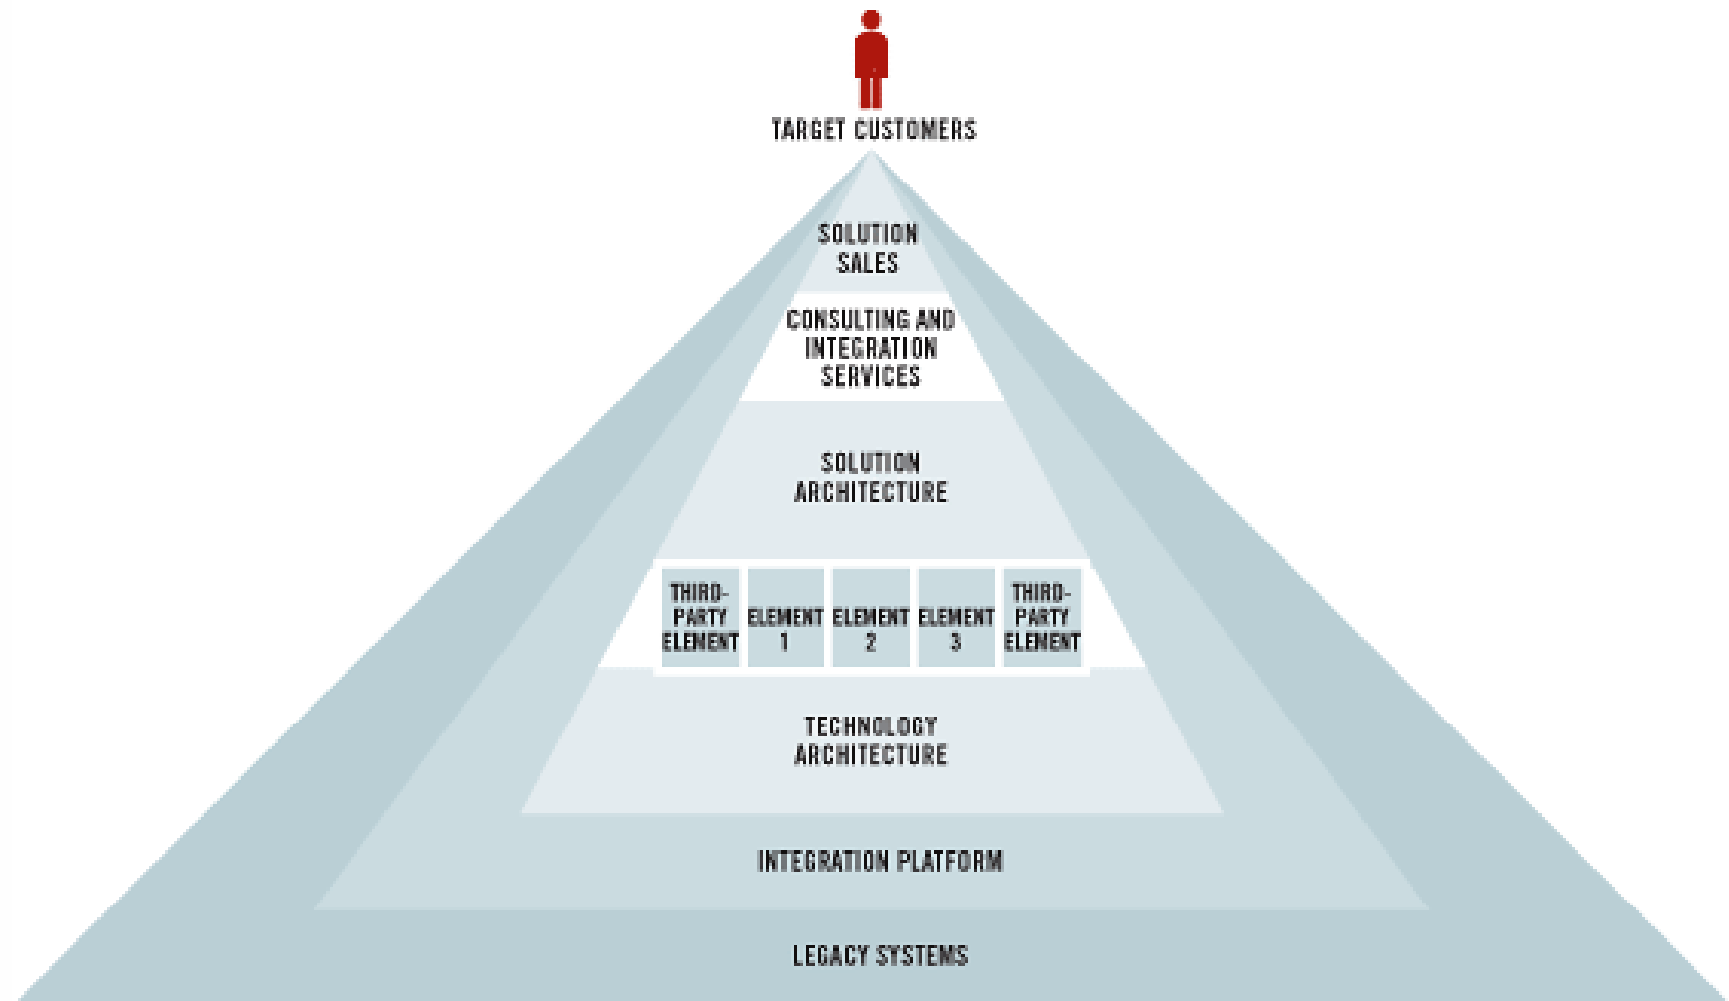 TARGET CUSTOMERS
SOLUTION
SALES
CONSULTING AND
INTEGRATION
SERVICES
SOLUTION
ARCHITECTURE
THIRD-
PARTY
ELEMENT
ELEMENT
1
ELEMENT
2
ELEMENT
3
THIRD-
PARTY
ELEMENT
TECHNOLOGY
ARCHITECTURE
INTEGRATION PLATFORM
LEGACY SYSTEMS